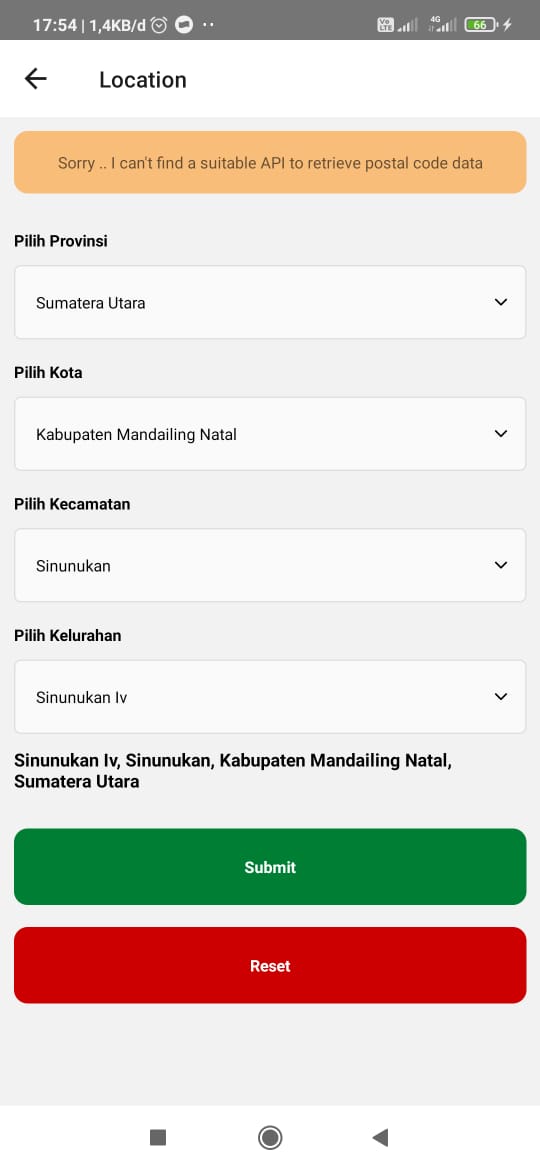 17:54 | 1,4KB/d
Vo LTE
4G
66
Location
Sorry .. I can't find a suitable API to retrieve postal code data
Pilih Provinsi
Sumatera Utara
Pilih Kota
Kabupaten Mandailing Natal
Pilih Kecamatan
Sinunukan
Pilih Kelurahan
Sinunukan Iv
Sinunukan Iv, Sinunukan, Kabupaten Mandailing Natal,
Sumatera Utara
Submit
Reset